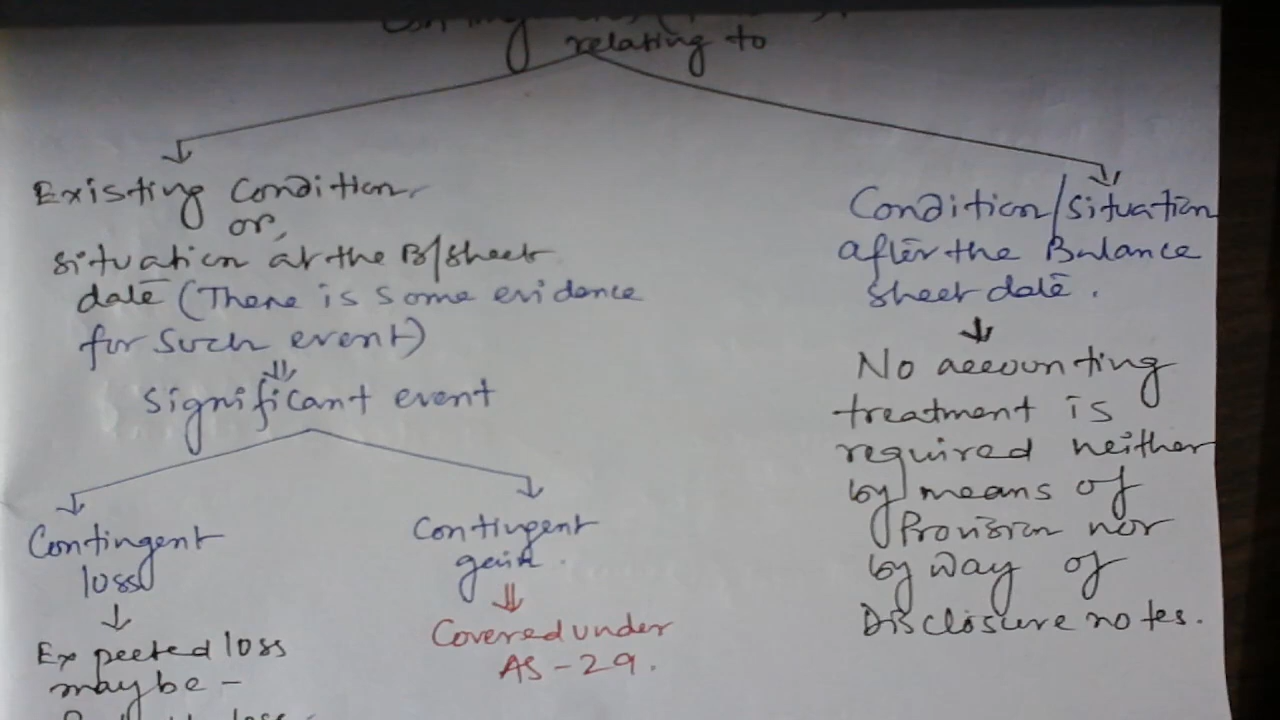 relating to
Existing Condition,
or,
situation at the B/sheet
date (There is some evidence
for such event)
Significant event
Contingent
loss
Expected loss
may be -
Contingent
gain.
Covered under
AS-29.
Condition/situation
after the Balance
sheet date.
No accounting
treatment is
required neither
by means of
Provision nor
by way of
Disclosure notes.